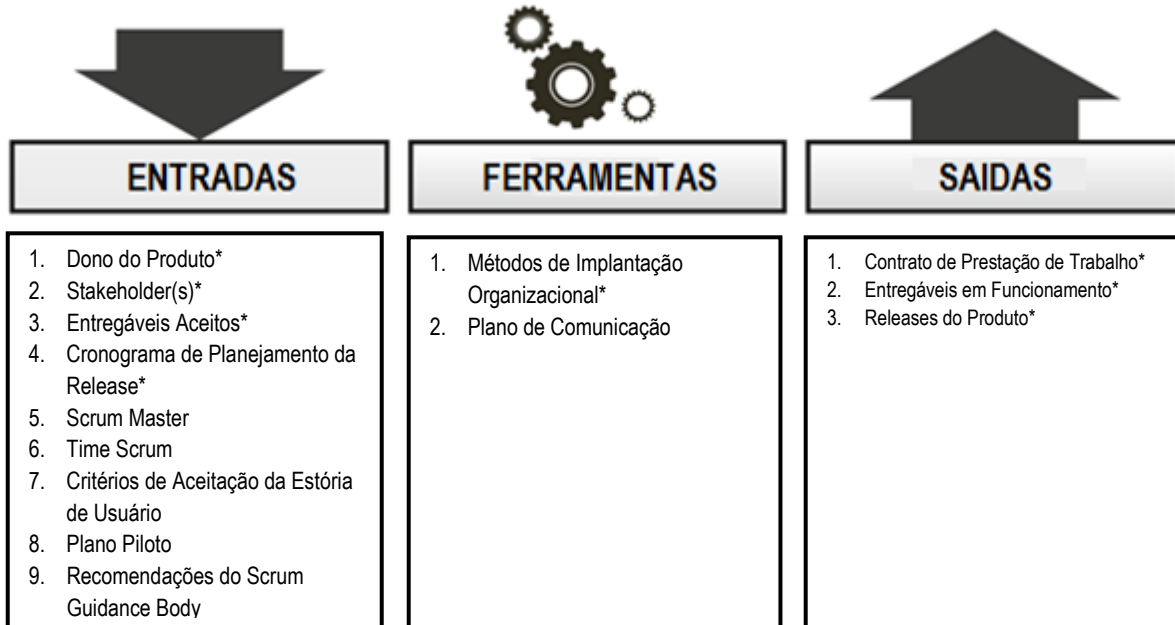 ENTRADAS
1. Dono do Produto*
2. Stakeholder(s)*
3. Entregáveis Aceitos*
4. Cronograma de Planejamento da
Release*
5. Scrum Master
6. Time Scrum
7. Critérios de Aceitação da Estória
de Usuário
8. Plano Piloto
9. Recomendações do Scrum
Guidance Body
FERRAMENTAS
1. Métodos de Implantação
Organizacional*
2. Plano de Comunicação
SAIDAS
1. Contrato de Prestação de Trabalho*
2. Entregáveis em Funcionamento*
3. Releases do Produto*